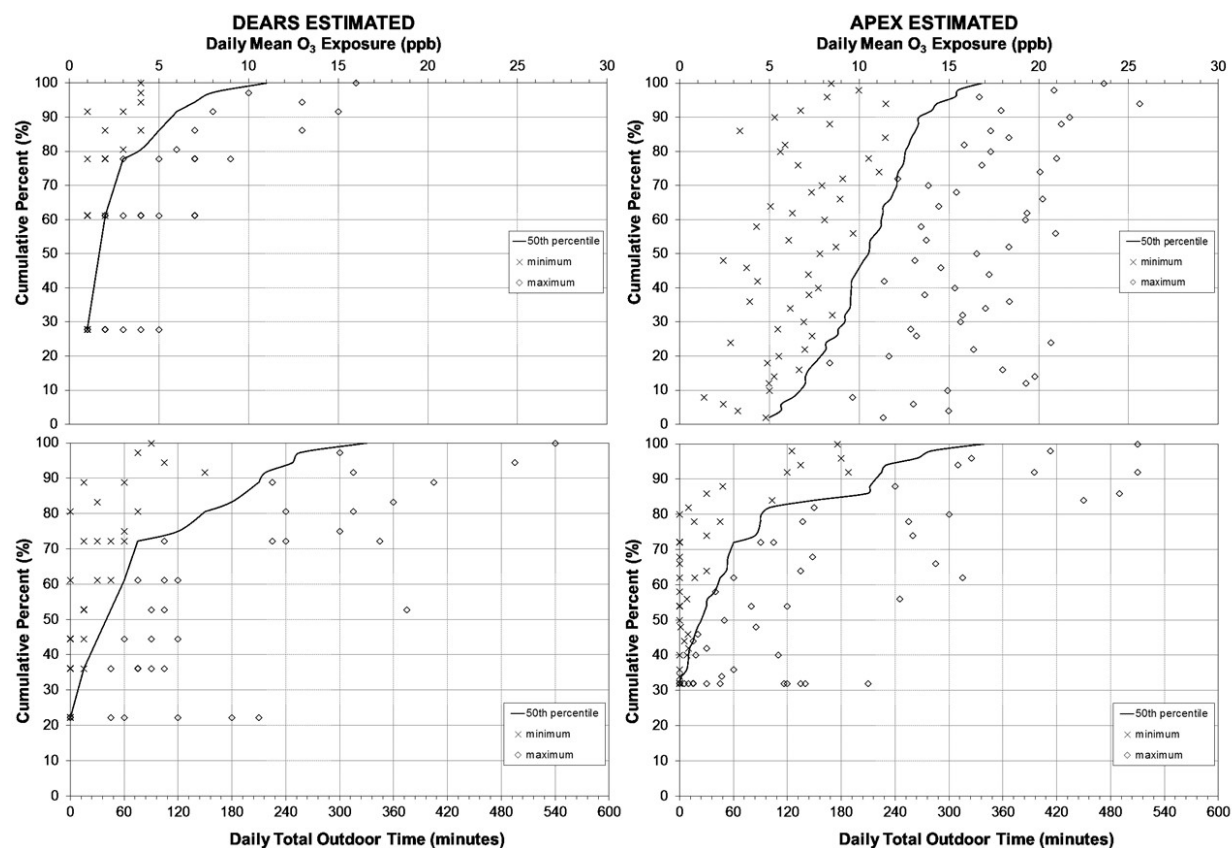 DEARS ESTIMATED
Daily Mean O₃ Exposure (ppb)
0 5 10 15 20 25 30
100
90
80
70
60
50
40
30
20
10
0
Cumulative Percent (%)
50th percentile
minimum
maximum
APEX ESTIMATED
Daily Mean O₃ Exposure (ppb)
0 5 10 15 20 25 30
100
90
80
70
60
50
40
30
20
10
0
Cumulative Percent (%)
50th percentile
minimum
maximum
100
90
80
70
60
50
40
30
20
10
0
Cumulative Percent (%)
50th percentile
minimum
maximum
0 60 120 180 240 300 360 420 480 540 600
Daily Total Outdoor Time (minutes)
100
90
80
70
60
50
40
30
20
10
0
Cumulative Percent (%)
50th percentile
minimum
maximum
0 60 120 180 240 300 360 420 480 540 600
Daily Total Outdoor Time (minutes)